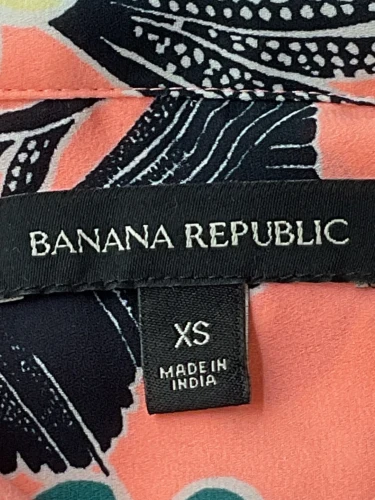 BANANA REPUBLIC
XS
MADE IN
INDIA